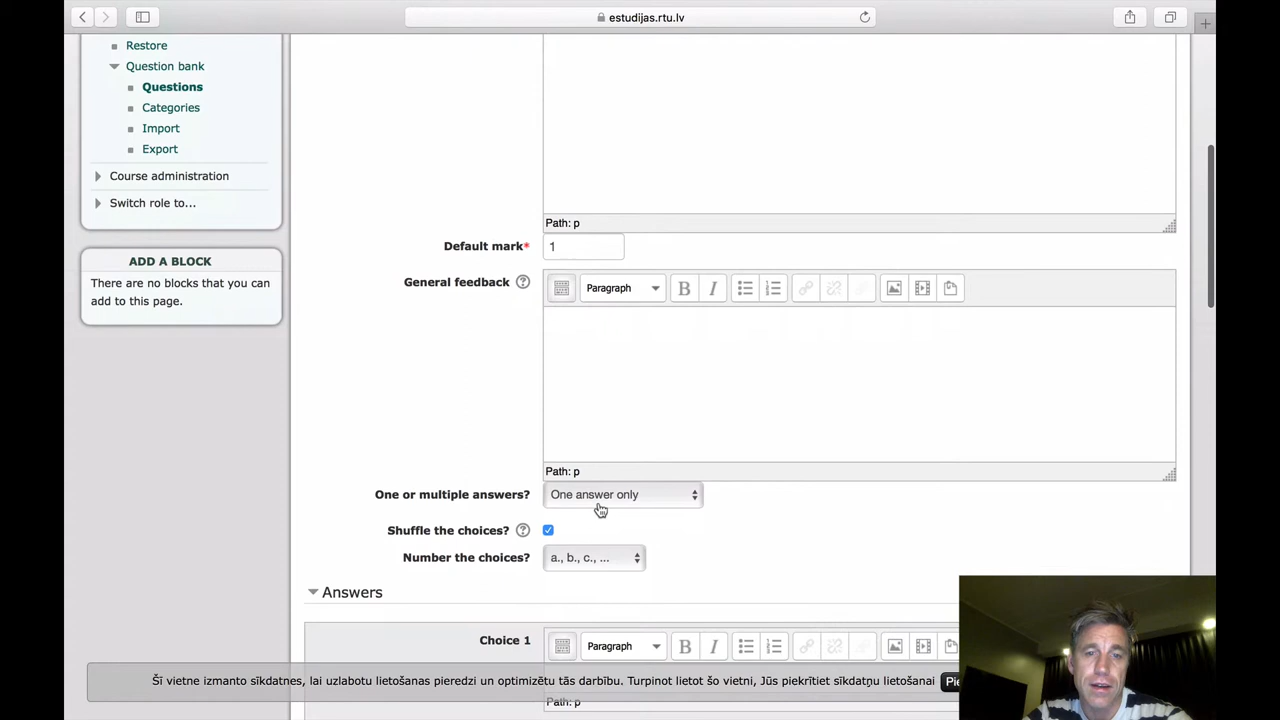 estudijas.rtu.lv
Restore
Question bank
Questions
Categories
Import
Export
Course administration
Switch role to...
ADD A BLOCK
There are no blocks that you can
add to this page.
Path: p
Default mark* 1
General feedback Paragraph B I
Path: p
One or multiple answers? One answer only
Shuffle the choices?
Number the choices? a., b., c., ...
Answers
Choice 1 Paragraph B I
Šī vietne izmanto sīkdatnes, lai uzlabotu lietošanas pieredzi un optimizētu tās darbību. Turpinot lietot šo vietni, Jūs piekrītiet sīkdatņu lietošanai
Path: p